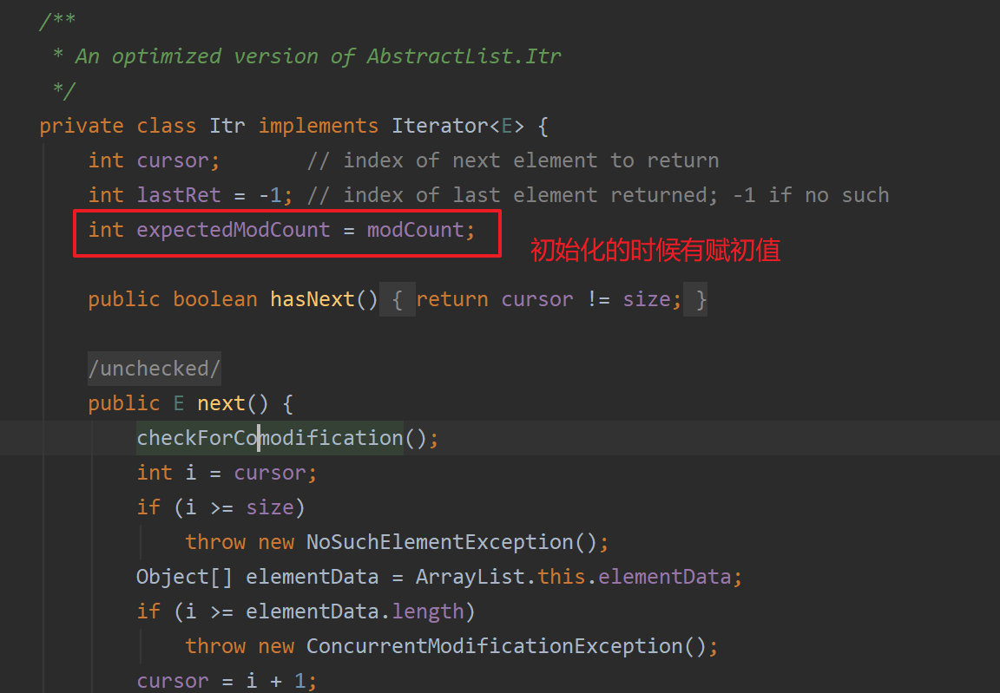 /**
 * An optimized version of AbstractList.Itr
 */
private class Itr implements Iterator<E> {
    int cursor;       // index of next element to return
    int lastRet = -1; // index of last element returned; -1 if no such
    int expectedModCount = modCount;
初始化的时候有赋初值
    public boolean hasNext() { return cursor != size; }
    /unchecked/
    public E next() {
        checkForComodification();
        int i = cursor;
        if (i >= size)
            throw new NoSuchElementException();
        Object[] elementData = ArrayList.this.elementData;
        if (i >= elementData.length)
            throw new ConcurrentModificationException();
        cursor = i + 1;